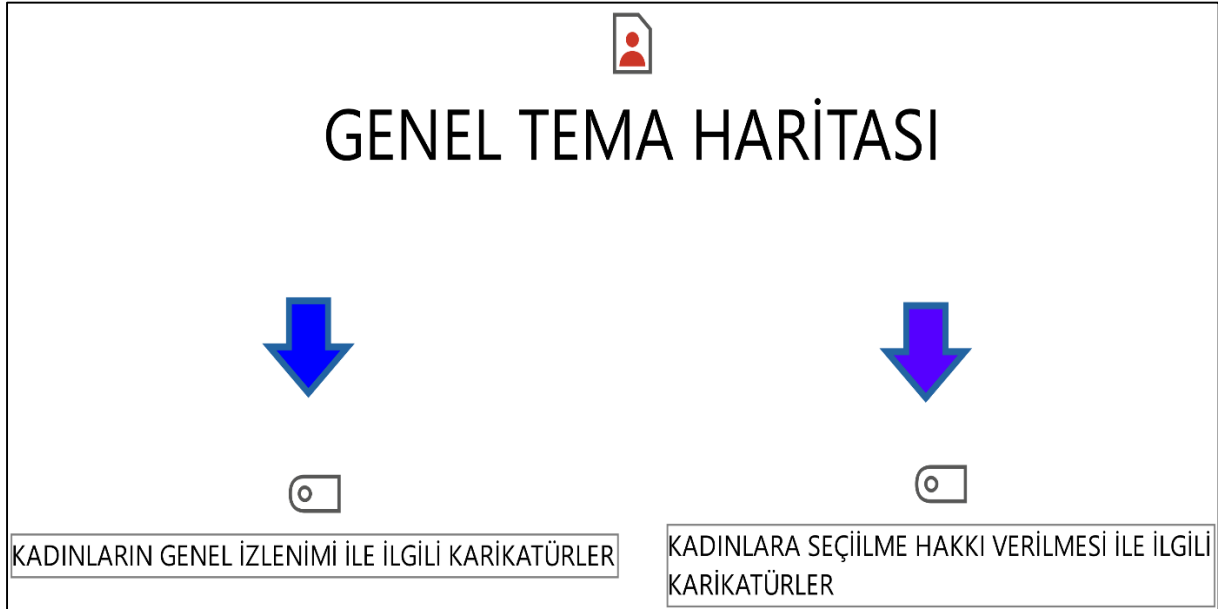 GENEL TEMA HARİTASI
KADINLARIN GENEL İZLENİMİ İLE İLGİLİ KARİKATÜRLER
KADINLARA SEÇİİLME HAKKI VERİLMESİ İLE İLGİLİ
KARİKATÜRLER